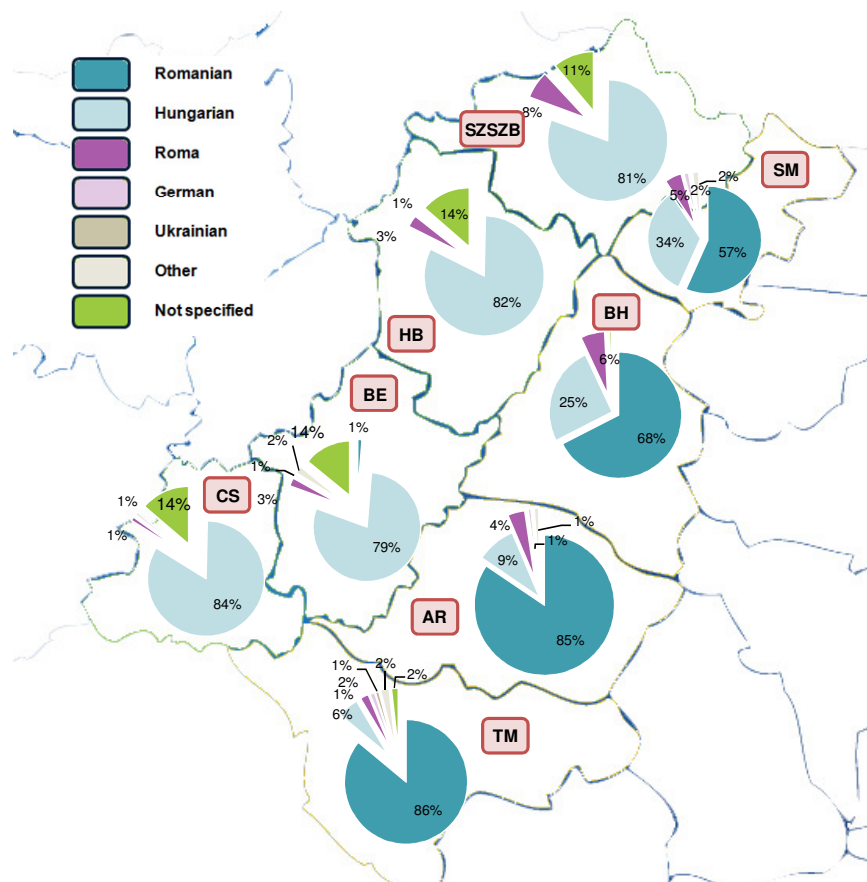 Romanian
Hungarian
Roma
German
Ukrainian
Other
Not specified
SZSZB
11%
8%
81%
SM
2%
2%
5%
34%
57%
HB
1%
14%
3%
82%
BH
6%
25%
68%
BE
1%
14%
2%
1%
3%
79%
CS
14%
1%
1%
84%
AR
4%
1%
1%
9%
85%
TM
2%
1%
2%
2%
1%
6%
86%